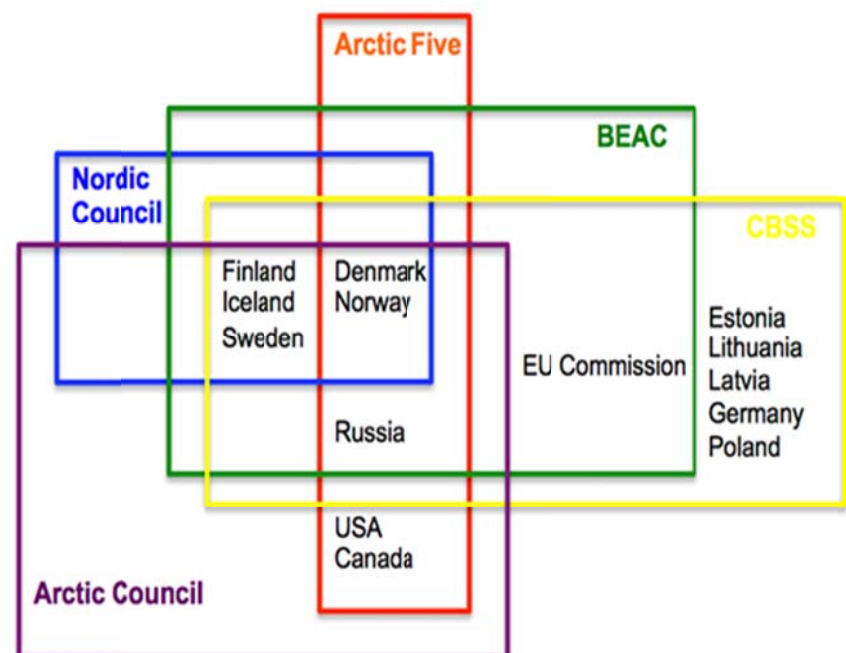 Arctic Five
BEAC
Nordic
Council
CBSS
Finland
Iceland
Sweden
Denmark
Norway
EU Commission
Estonia
Lithuania
Latvia
Germany
Poland
Russia
USA
Canada
Arctic Council